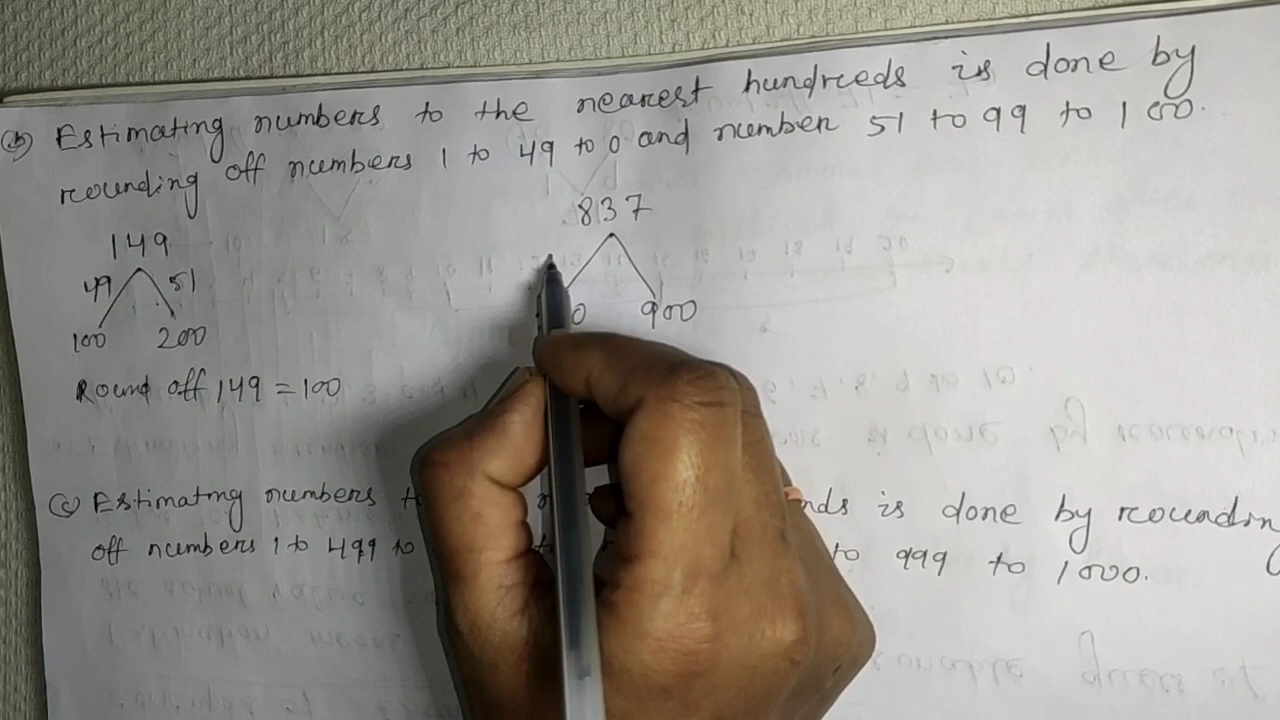 (b) Estimating numbers to the nearest hundreds is done by
rounding off numbers 1 to 49 to 0 and number 51 to 99 to 100.
149
49 51
100 200
Round off 149 = 100
837
0 900
(c) Estimating numbers is done by rounding
off numbers 1 to 499 to to 999 to 1000.